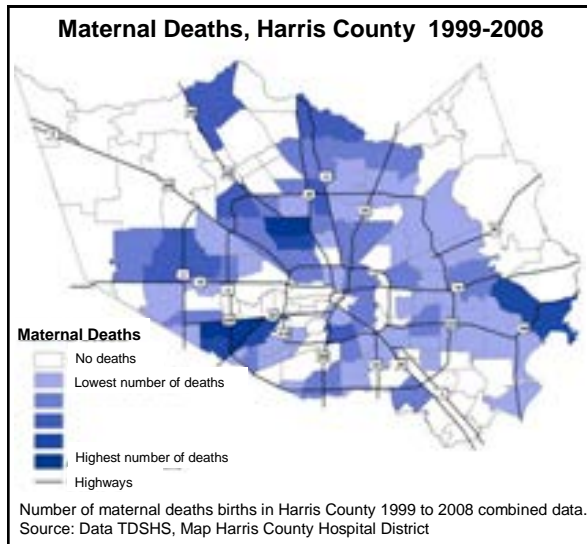 Maternal Deaths, Harris County 1999-2008
Maternal Deaths
No deaths
Lowest number of deaths
Highest number of deaths
Highways
Number of maternal deaths births in Harris County 1999 to 2008 combined data.
Source: Data TDSHS, Map Harris County Hospital District